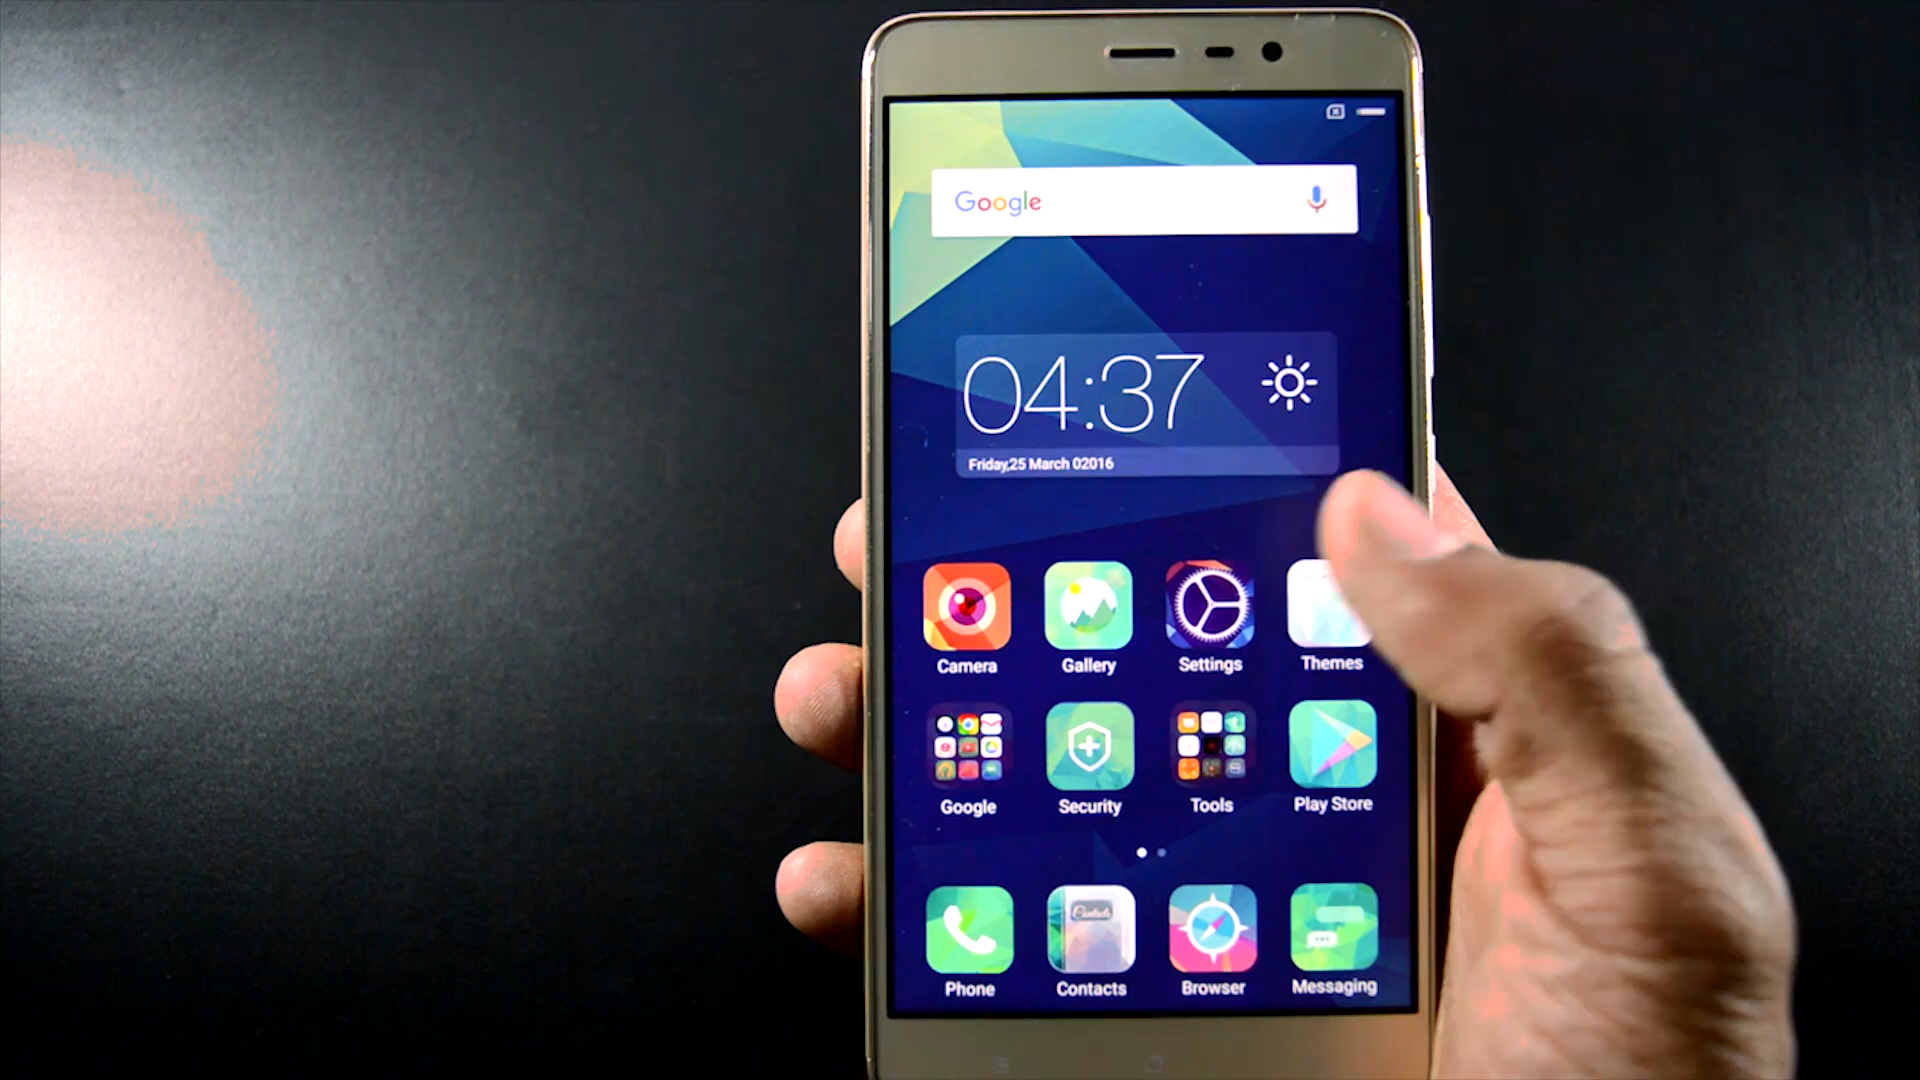 Google
04:37
Friday,25 March 02016
Camera
Gallery
Settings
Themes
Google
Security
Tools
Play Store
Contacts
Phone
Contacts
Browser
Messaging